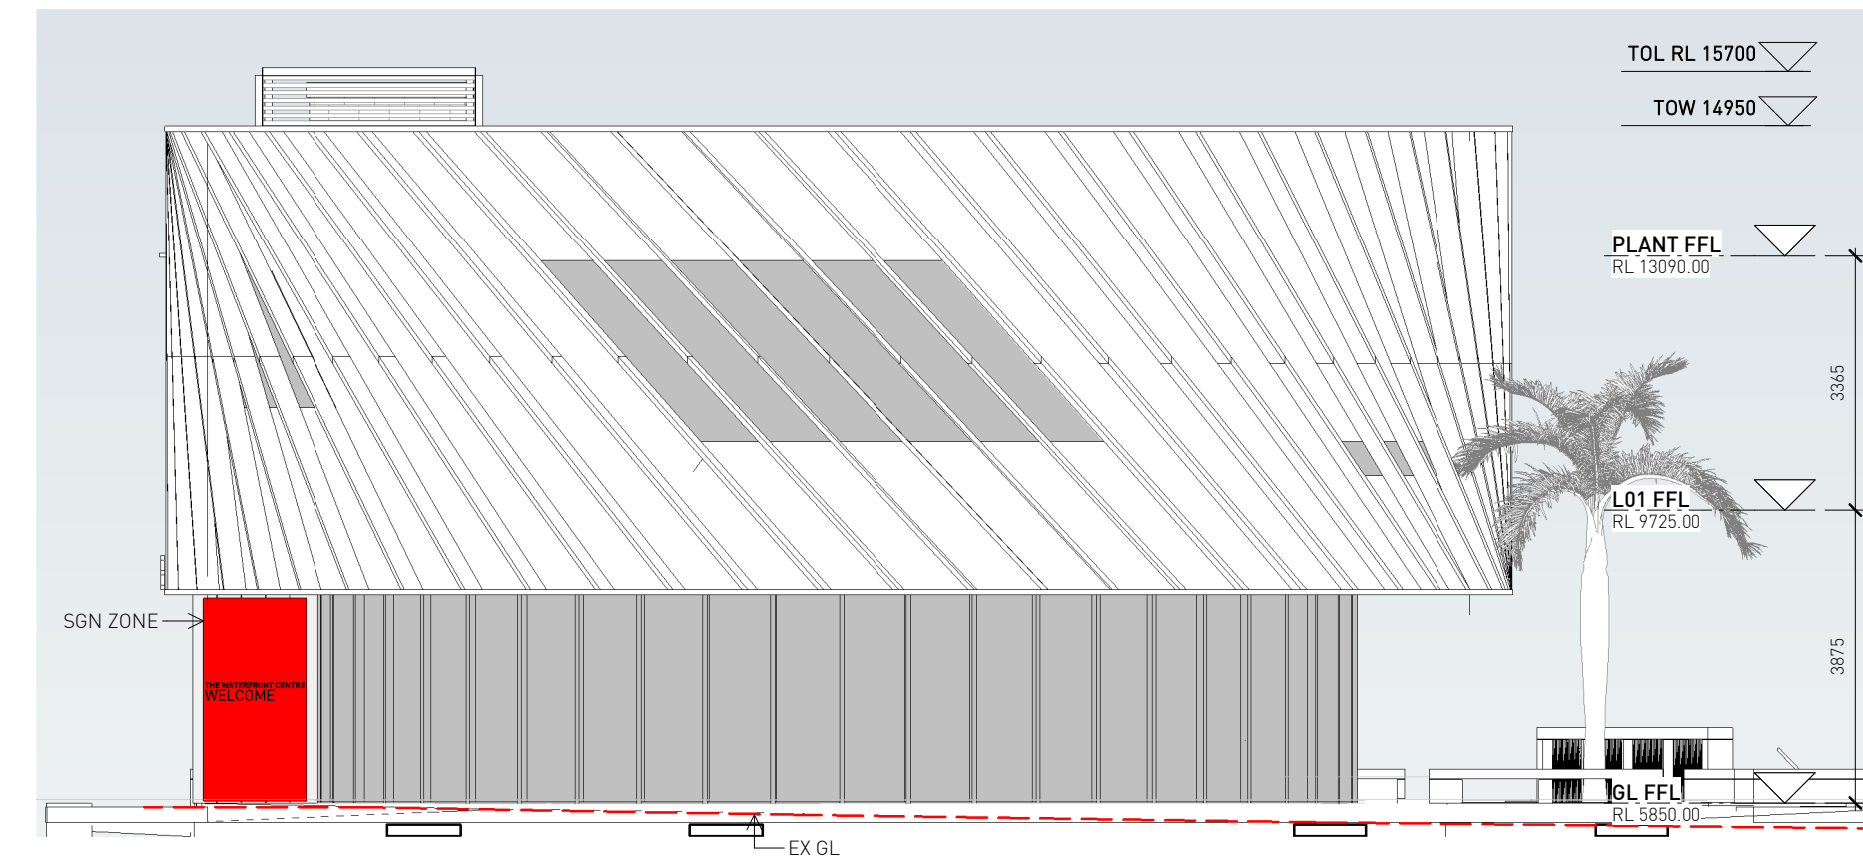 TOL RL 15700
TOW 14950
PLANT FFL
RL 13090.00
3365
L01 FFL
RL 9725.00
SGN ZONE
THE WATERFRONT CENTRE
WELCOME
3875
GL FFL
RL 5850.00
EX GL